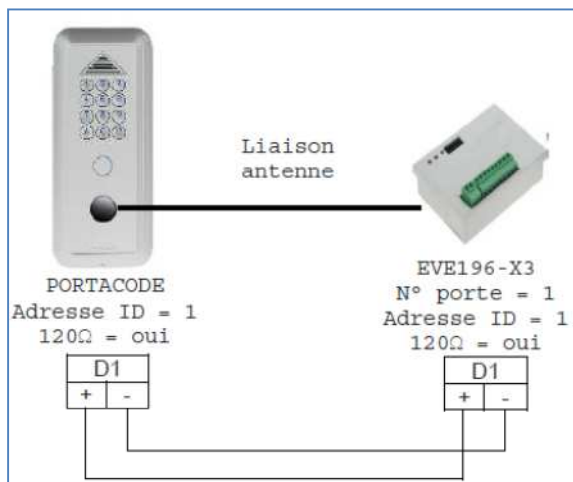 Liaison
antenne
PORTACODE
Adresse ID = 1
120Ω = oui
D1
+ -
EVE196-X3
N° porte = 1
Adresse ID = 1
120Ω = oui
D1
+ -